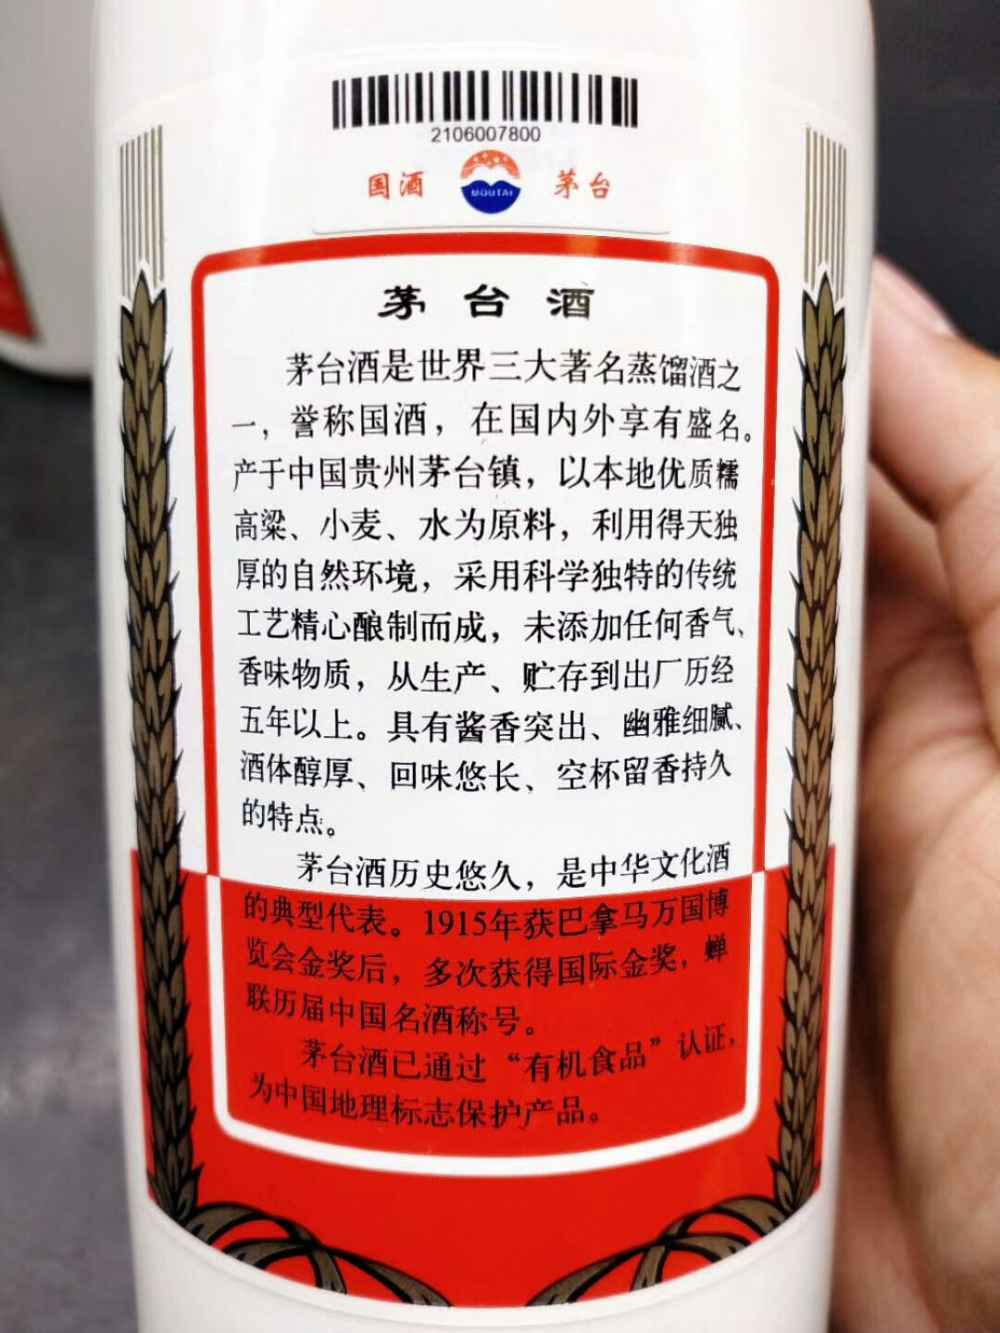 2106007800
国酒 MOUTAI 茅台
茅台酒
茅台酒是世界三大著名蒸馏酒之
一，誉称国酒，在国内外享有盛名。
产于中国贵州茅台镇，以本地优质糯
高粱、小麦、水为原料，利用得天独
厚的自然环境，采用科学独特的传统
工艺精心酿制而成，未添加任何香气、
香味物质，从生产、贮存到出厂历经
五年以上。具有酱香突出、幽雅细腻、
酒体醇厚、回味悠长、空杯留香持久
的特点。
茅台酒历史悠久，是中华文化酒
的典型代表。1915年获巴拿马万国博
览会金奖后，多次获得国际金奖，蝉
联历届中国名酒称号。
茅台酒已通过“有机食品”认证，
为中国地理标志保护产品。